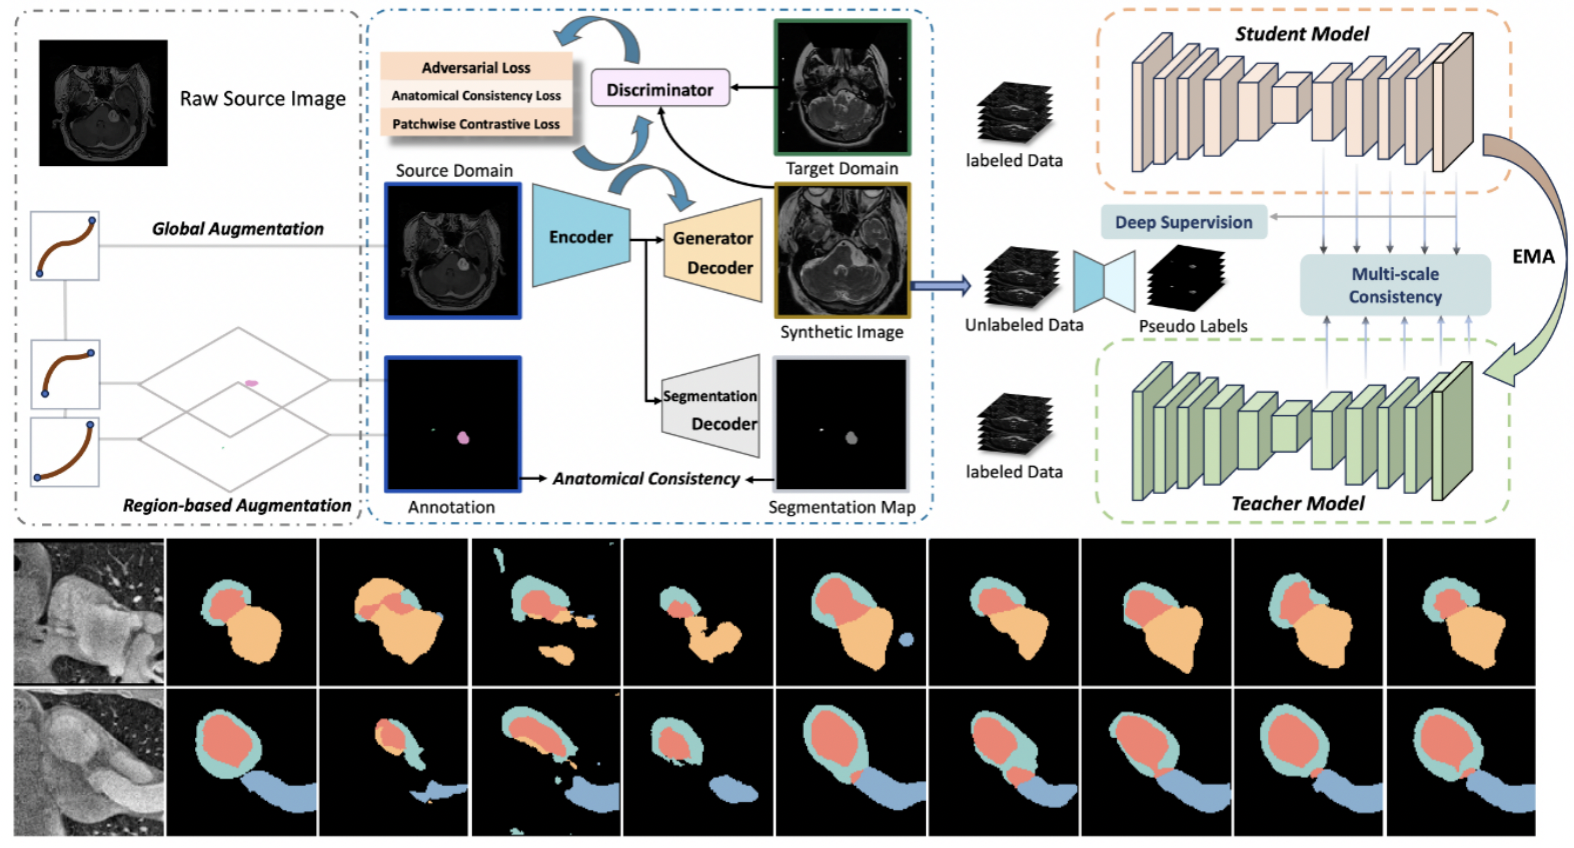 Raw Source Image
Global Augmentation
Region-based Augmentation
Adversarial Loss
Anatomical Consistency Loss
Patchwise Contrastive Loss
Discriminator
Target Domain
Source Domain
Encoder
Generator
Decoder
Synthetic Image
Segmentation
Decoder
Annotation
Anatomical Consistency
Segmentation Map
labeled Data
Unlabeled Data
Pseudo Labels
labeled Data
Student Model
Deep Supervision
Multi-scale
Consistency
EMA
Teacher Model